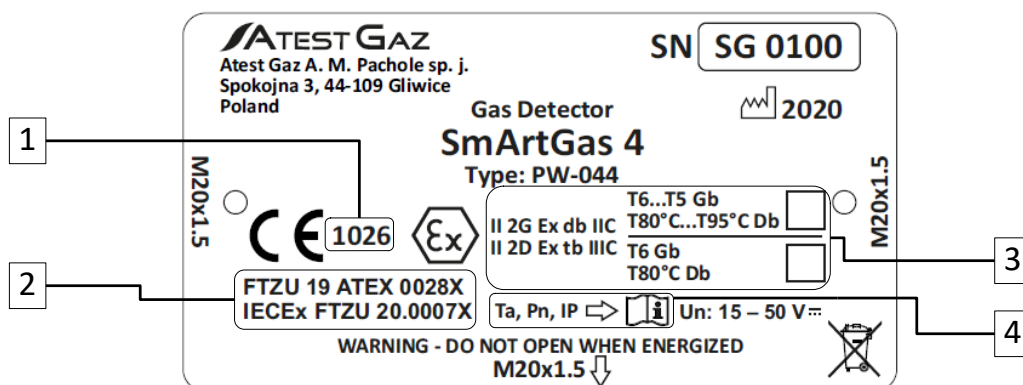 ATEST GAZ
Atest Gaz A. M. Pachole sp. j.
Spokojna 3, 44-109 Gliwice
Poland
SN SG 0100
2020
Gas Detector
SmArtGas 4
Type: PW-044
1
M20x1.5
M20x1.5
CE 1026
Ex
II 2G Ex db IIC
II 2D Ex tb IIIC
T6...T5 Gb
T80°C...T95°C Db
T6 Gb
T80°C Db
3
2
FTZU 19 ATEX 0028X
IECEx FTZU 20.0007X
Ta, Pn, IP ⇨ i Un: 15 – 50 V⎓
4
WARNING - DO NOT OPEN WHEN ENERGIZED
M20x1.5 ⇩